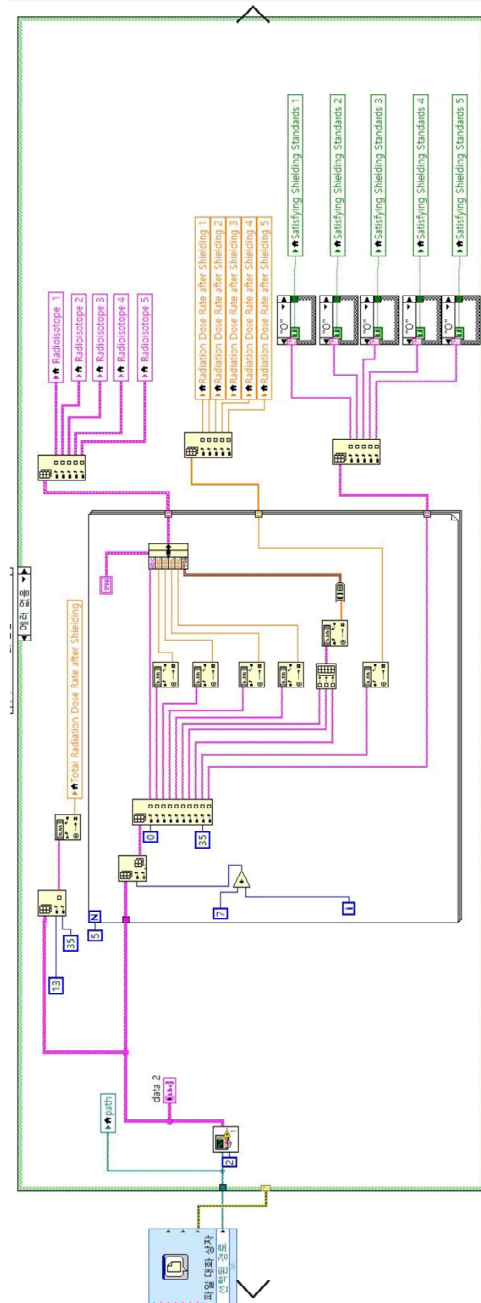 에러 없음
파일 대화 상자
선택된 경로
path
data 2
2
1
13
35
Total Radiation Dose Rate after Shielding
5
N
7
i
0
35
Radioisotope 1
Radioisotope 2
Radioisotope 3
Radioisotope 4
Radioisotope 5
Radiation Dose Rate after Shielding 1
Radiation Dose Rate after Shielding 2
Radiation Dose Rate after Shielding 3
Radiation Dose Rate after Shielding 4
Radiation Dose Rate after Shielding 5
"O"
"O"
"O"
"O"
"O"
Satisfying Shielding Standards 1
Satisfying Shielding Standards 2
Satisfying Shielding Standards 3
Satisfying Shielding Standards 4
Satisfying Shielding Standards 5